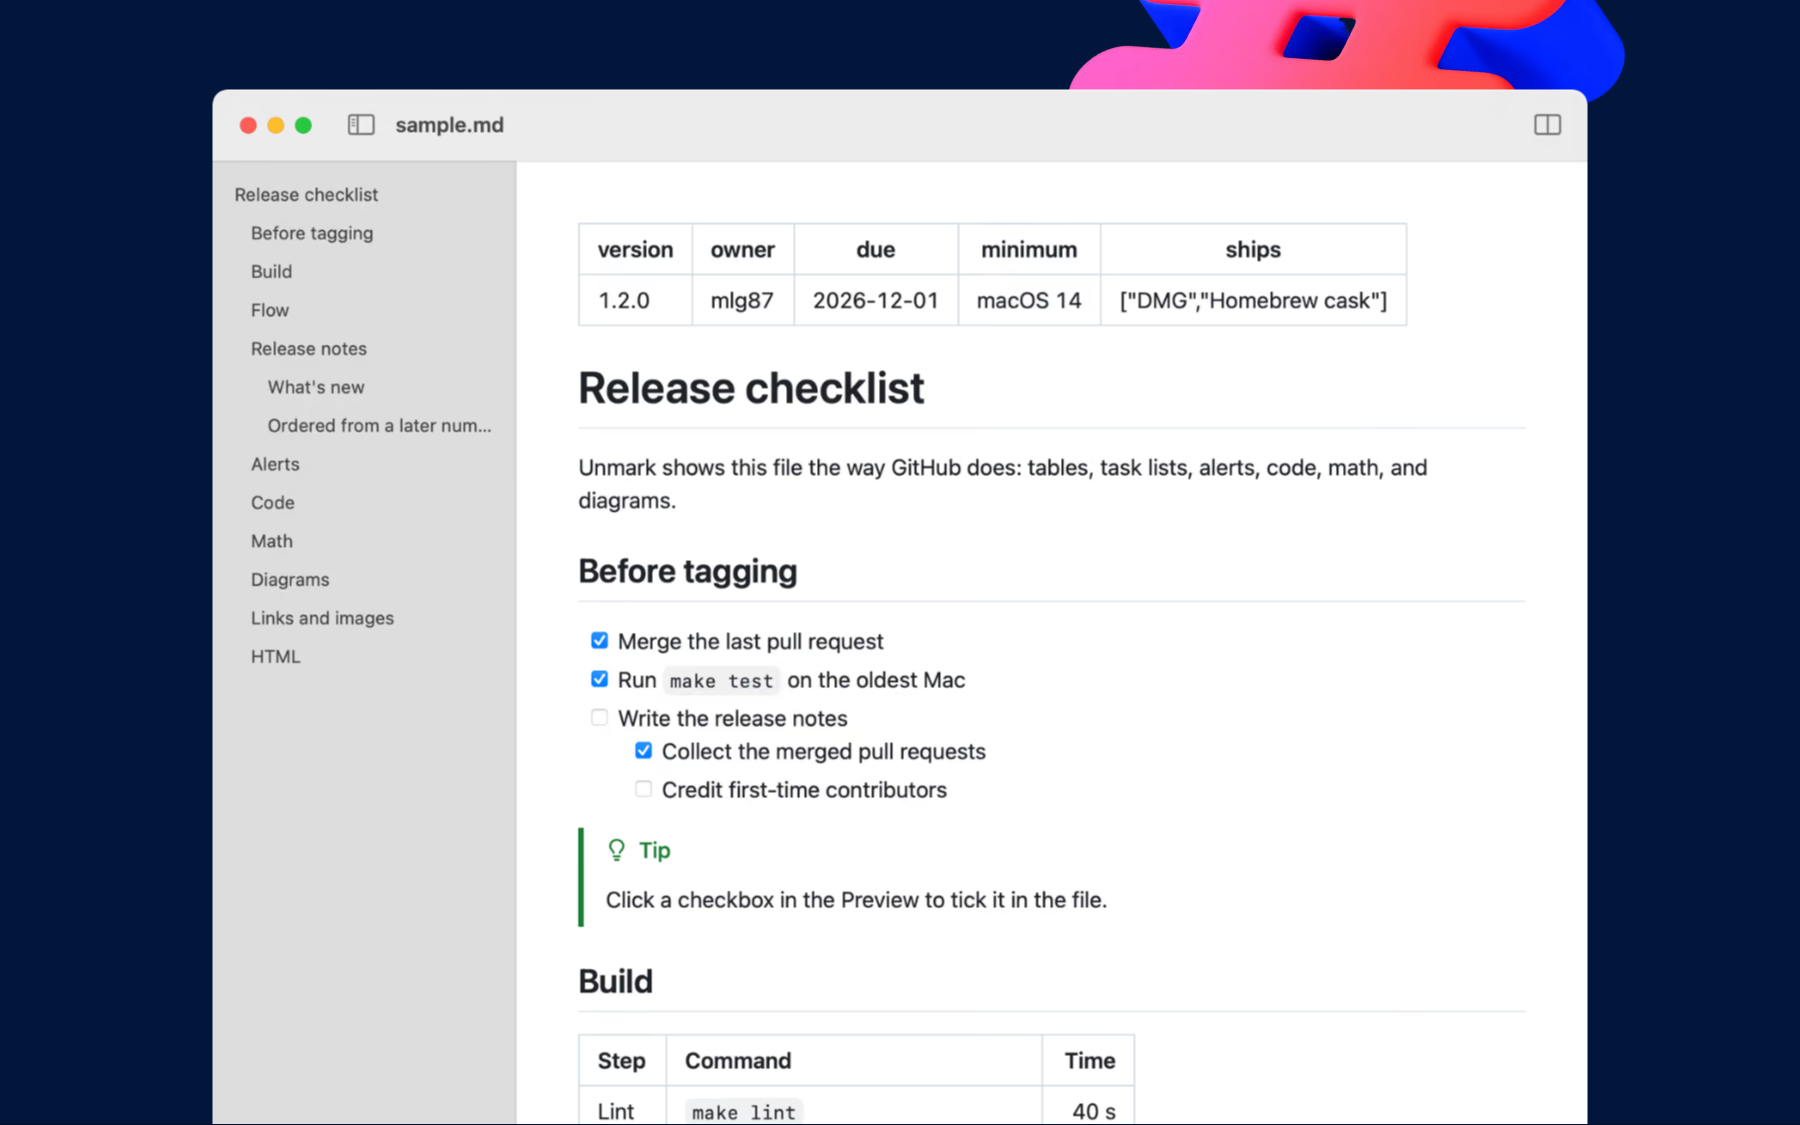 sample.md
Release checklist
Before tagging
Build
Flow
Release notes
What's new
Ordered from a later num...
Alerts
Code
Math
Diagrams
Links and images
HTML
version owner due minimum ships
1.2.0 mlg87 2026-12-01 macOS 14 ["DMG","Homebrew cask"]
Release checklist
Unmark shows this file the way GitHub does: tables, task lists, alerts, code, math, and
diagrams.
Before tagging
Merge the last pull request
Run make test on the oldest Mac
Write the release notes
Collect the merged pull requests
Credit first-time contributors
Tip
Click a checkbox in the Preview to tick it in the file.
Build
Step Command Time
Lint make lint 40 s